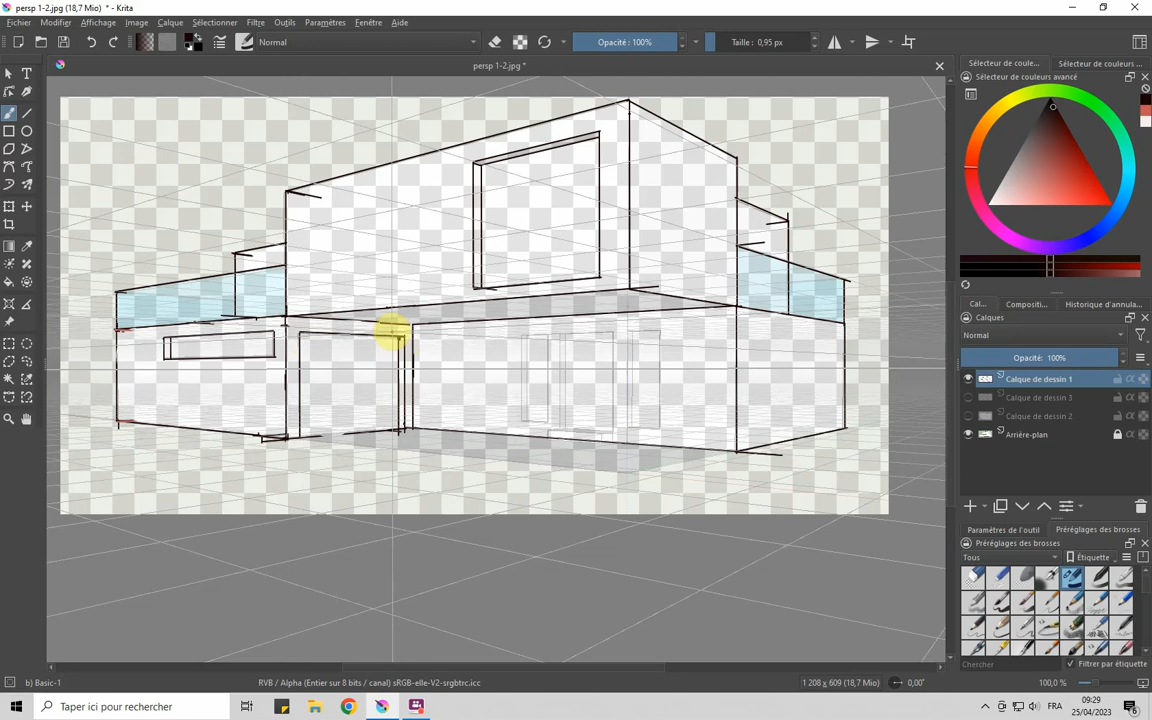 persp 1-2.jpg (18,7 Mio) * - Krita
Fichier Modifier Affichage Image Calque Sélectionner Filtre Outils Paramètres Fenêtre Aide
Normal Opacité : 100% Taille : 0,95 px
persp 1-2.jpg *
Sélecteur de coule... Sélecteur de couleurs ...
Sélecteur de couleurs avancé
Cal... Compositi... Historique d'annula...
Calques
Normal
Opacité: 100%
Calque de dessin 1
Calque de dessin 3
Calque de dessin 2
Arrière-plan
Paramètres de l'outil Préréglages des brosses
Préréglages des brosses
Tous Étiquette
Chercher Filtrer par étiquette
b) Basic-1 RVB / Alpha (Entier sur 8 bits / canal) sRGB-elle-V2-srgbtrc.icc 1 208 x 609 (18,7 Mio) 0,00° 100,0 %
Taper ici pour rechercher FRA 09:29
25/04/2023 6